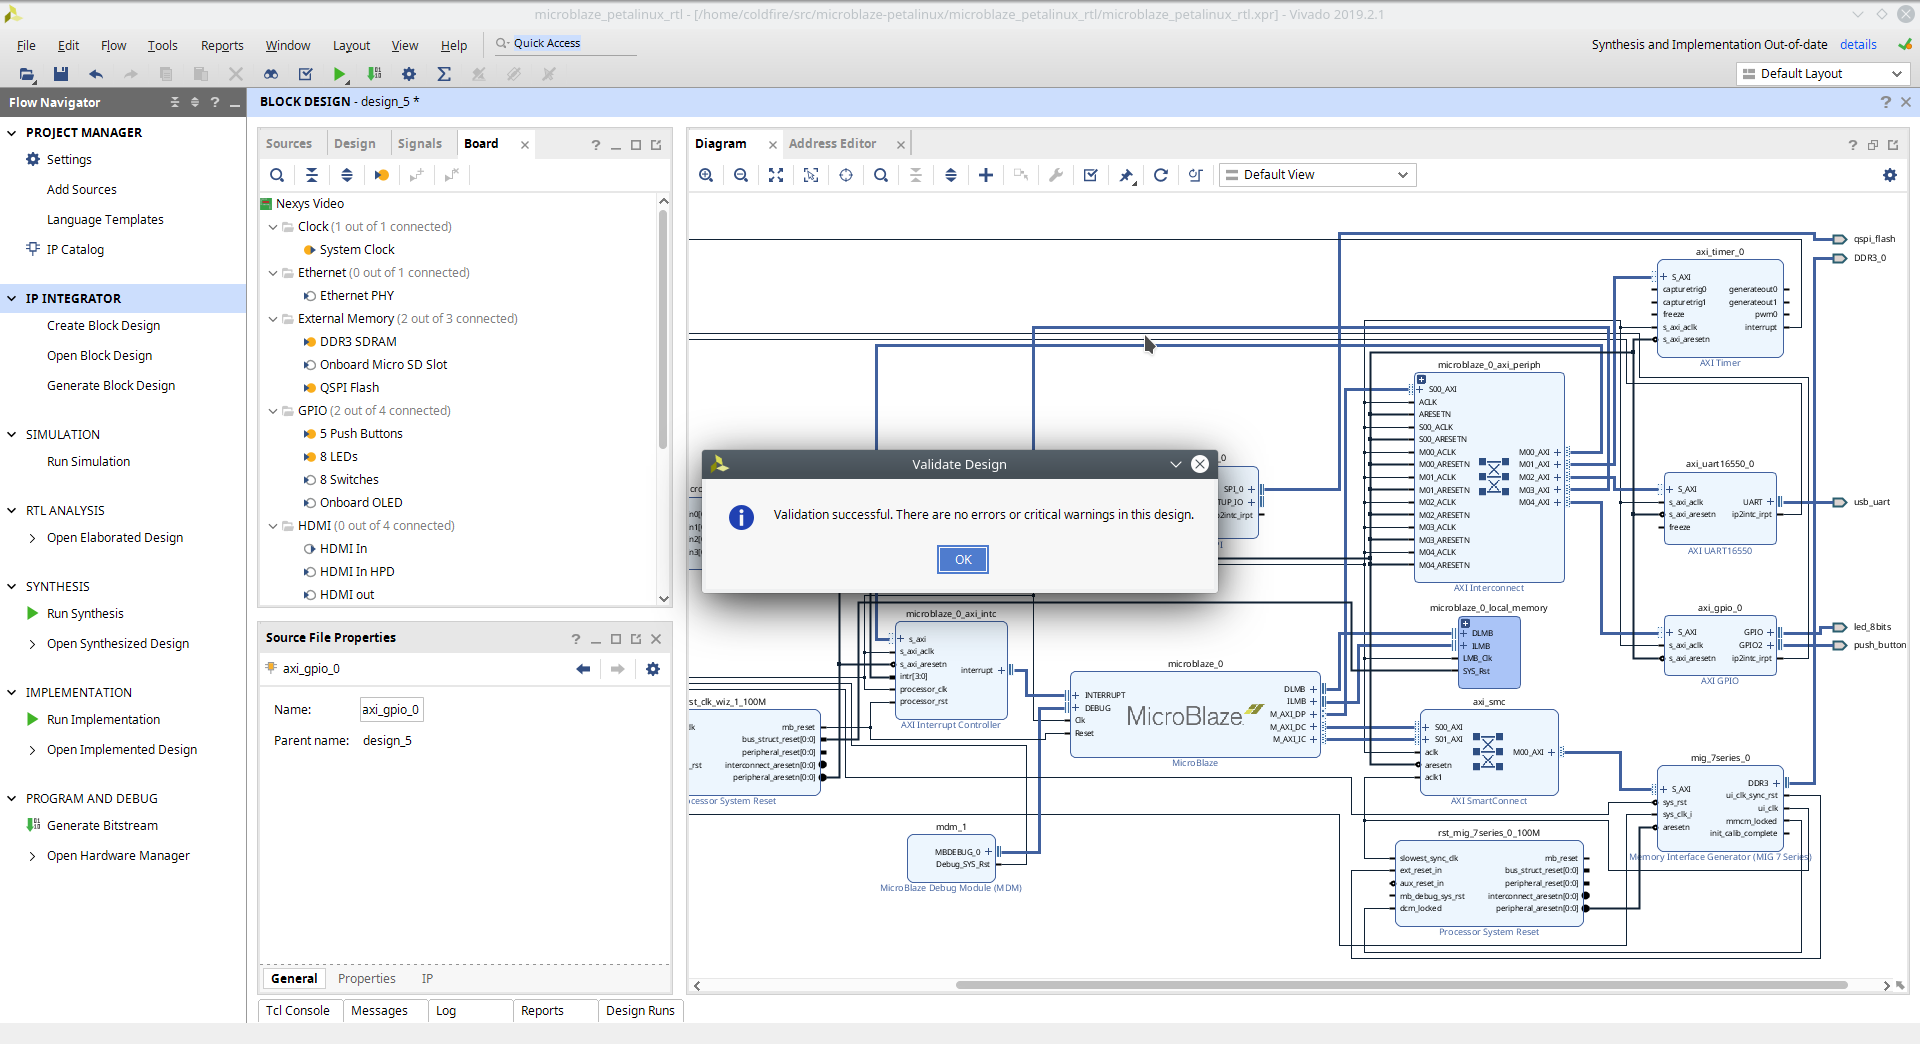 microblaze_petalinux_rtl - [/home/coldfire/src/microblaze-petalinux/microblaze_petalinux_rtl/microblaze_petalinux_rtl.xpr] - Vivado 2019.2.1
File Edit Flow Tools Reports Window Layout View Help Quick Access
Synthesis and Implementation Out-of-date details
Default Layout
Flow Navigator
PROJECT MANAGER
Settings
Add Sources
Language Templates
IP Catalog
IP INTEGRATOR
Create Block Design
Open Block Design
Generate Block Design
SIMULATION
Run Simulation
RTL ANALYSIS
Open Elaborated Design
SYNTHESIS
Run Synthesis
Open Synthesized Design
IMPLEMENTATION
Run Implementation
Open Implemented Design
PROGRAM AND DEBUG
Generate Bitstream
Open Hardware Manager
BLOCK DESIGN - design_5 *
Sources Design Signals Board
Nexys Video
Clock (1 out of 1 connected)
System Clock
Ethernet (0 out of 1 connected)
Ethernet PHY
External Memory (2 out of 3 connected)
DDR3 SDRAM
Onboard Micro SD Slot
QSPI Flash
GPIO (2 out of 4 connected)
5 Push Buttons
8 LEDs
8 Switches
Onboard OLED
HDMI (0 out of 4 connected)
HDMI In
HDMI In HPD
HDMI out
Source File Properties
axi_gpio_0
Name: axi_gpio_0
Parent name: design_5
General Properties IP
Tcl Console Messages Log Reports Design Runs
Diagram Address Editor
Default View
qspi_flash
DDR3_0
axi_timer_0
S_AXI
capturetrig0 generateout0
capturetrig1 generateout1
freeze pwm0
s_axi_aclk interrupt
s_axi_aresetn
AXI Timer
microblaze_0_axi_periph
S00_AXI
ACLK
ARESETN
S00_ACLK
S00_ARESETN
M00_ACLK M00_AXI
M00_ARESETN M01_AXI
M01_ACLK M02_AXI
M01_ARESETN M03_AXI
M02_ACLK M04_AXI
M02_ARESETN
M03_ACLK
M03_ARESETN
M04_ACLK
M04_ARESETN
AXI Interconnect
axi_uart16550_0
S_AXI
s_axi_aclk UART
s_axi_aresetn ip2intc_irpt
freeze
AXI UART16550
usb_uart
_0
SPI_0
TUP_IO
p2intc_irpt
Validate Design
Validation successful. There are no errors or critical warnings in this design.
OK
microblaze_0_local_memory
DLMB
ILMB
LMB_Clk
SYS_Rst
axi_gpio_0
S_AXI GPIO
s_axi_aclk GPIO2
s_axi_aresetn ip2intc_irpt
AXI GPIO
led_8bits
push_button
microblaze_0_axi_intc
s_axi
s_axi_aclk
s_axi_aresetn interrupt
intr[3:0]
processor_clk
processor_rst
AXI Interrupt Controller
microblaze_0
INTERRUPT DLMB
DEBUG ILMB
Clk M_AXI_DP
Reset M_AXI_DC
M_AXI_IC
MicroBlaze
MicroBlaze
axi_smc
S00_AXI
S01_AXI
aclk M00_AXI
aresetn
aclk1
AXI SmartConnect
st_clk_wiz_1_100M
lk mb_reset
bus_struct_reset[0:0]
peripheral_reset[0:0]
_rst interconnect_aresetn[0:0]
peripheral_aresetn[0:0]
cessor System Reset
mdm_1
MBDEBUG_0
Debug_SYS_Rst
MicroBlaze Debug Module (MDM)
mig_7series_0
DDR3
S_AXI ui_clk_sync_rst
sys_rst ui_clk
sys_clk_i mmcm_locked
aresetn init_calib_complete
Memory Interface Generator (MIG 7 Series)
rst_mig_7series_0_100M
slowest_sync_clk mb_reset
ext_reset_in bus_struct_reset[0:0]
aux_reset_in peripheral_reset[0:0]
mb_debug_sys_rst interconnect_aresetn[0:0]
dcm_locked peripheral_aresetn[0:0]
Processor System Reset